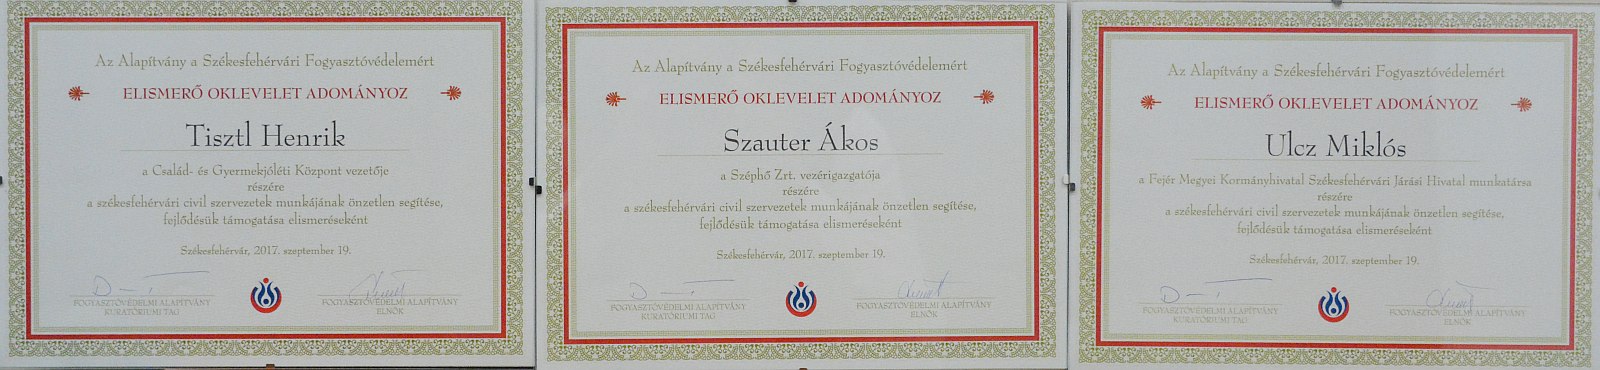 Az Alapítvány a Székesfehérvári Fogyasztóvédelemért
ELISMERŐ OKLEVELET ADOMÁNYOZ
Tisztl Henrik
a Család- és Gyermekjóléti Központ vezetője
részére
a székesfehérvári civil szervezetek munkájának önzetlen segítése,
fejlődésük támogatása elismeréseként
Székesfehérvár, 2017. szeptember 19.
FOGYASZTÓVÉDELMI ALAPÍTVÁNY
KURATÓRIUMI TAG
FOGYASZTÓVÉDELMI ALAPÍTVÁNY
ELNÖK
Az Alapítvány a Székesfehérvári Fogyasztóvédelemért
ELISMERŐ OKLEVELET ADOMÁNYOZ
Szauter Ákos
a Széphő Zrt. vezérigazgatója
részére
a székesfehérvári civil szervezetek munkájának önzetlen segítése,
fejlődésük támogatása elismeréseként
Székesfehérvár, 2017. szeptember 19.
FOGYASZTÓVÉDELMI ALAPÍTVÁNY
KURATÓRIUMI TAG
FOGYASZTÓVÉDELMI ALAPÍTVÁNY
ELNÖK
Az Alapítvány a Székesfehérvári Fogyasztóvédelemért
ELISMERŐ OKLEVELET ADOMÁNYOZ
Ulcz Miklós
a Fejér Megyei Kormányhivatal Székesfehérvári Járási Hivatal munkatársa
részére
a székesfehérvári civil szervezetek munkájának önzetlen segítése,
fejlődésük támogatása elismeréseként
Székesfehérvár, 2017. szeptember 19.
FOGYASZTÓVÉDELMI ALAPÍTVÁNY
KURATÓRIUMI TAG
FOGYASZTÓVÉDELMI ALAPÍTVÁNY
ELNÖK